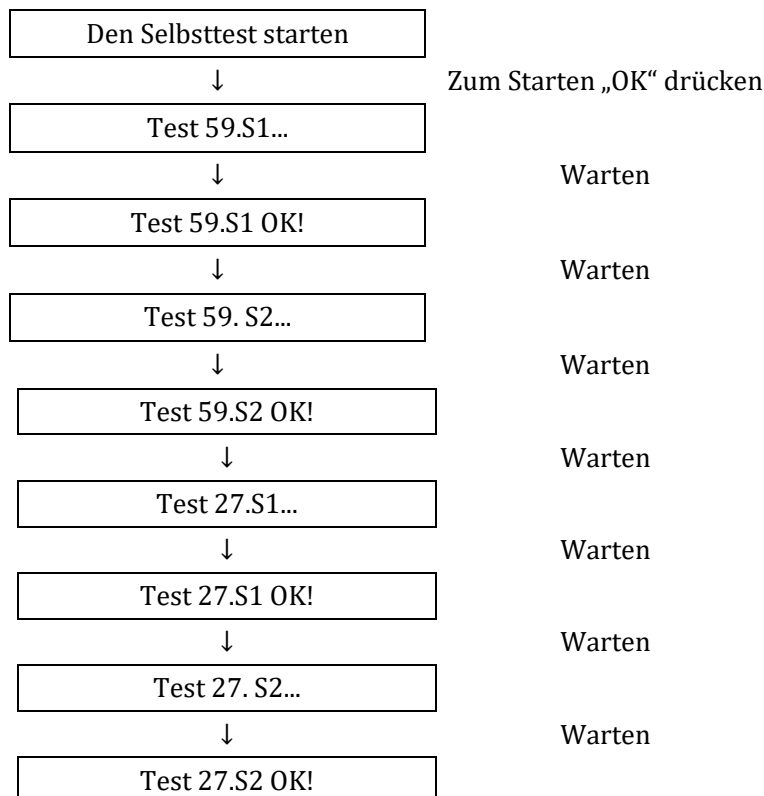 Den Selbsttest starten
↓ Zum Starten „OK“ drücken
Test 59.S1...
↓ Warten
Test 59.S1 OK!
↓ Warten
Test 59. S2...
↓ Warten
Test 59.S2 OK!
↓ Warten
Test 27.S1...
↓ Warten
Test 27.S1 OK!
↓ Warten
Test 27. S2...
↓ Warten
Test 27.S2 OK!